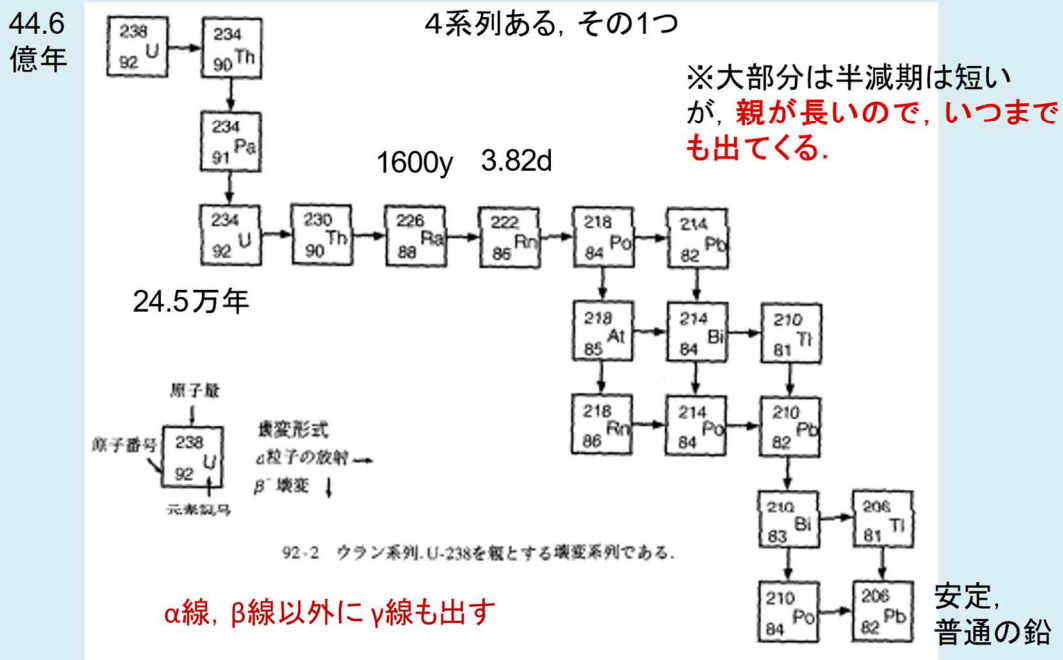 44.6
億年
4系列ある, その1つ
※大部分は半減期は短い
が, 親が長いので, いつまで
も出てくる.
238 92 U
234 90 Th
234 91 Pa
1600y 3.82d
234 92 U
230 90 Th
226 88 Ra
222 86 Rn
218 84 Po
214 82 Pb
24.5万年
218 85 At
214 84 Bi
210 81 Tl
218 86 Rn
214 84 Po
210 82 Pb
原子量
原子番号
238 92 U
元素記号
壊変形式
α粒子の放射
β⁻壊変
210 83 Bi
206 81 Tl
92-2 ウラン系列.U-238を親とする壊変系列である.
α線, β線以外にγ線も出す
210 84 Po
206 82 Pb
安定,
普通の鉛